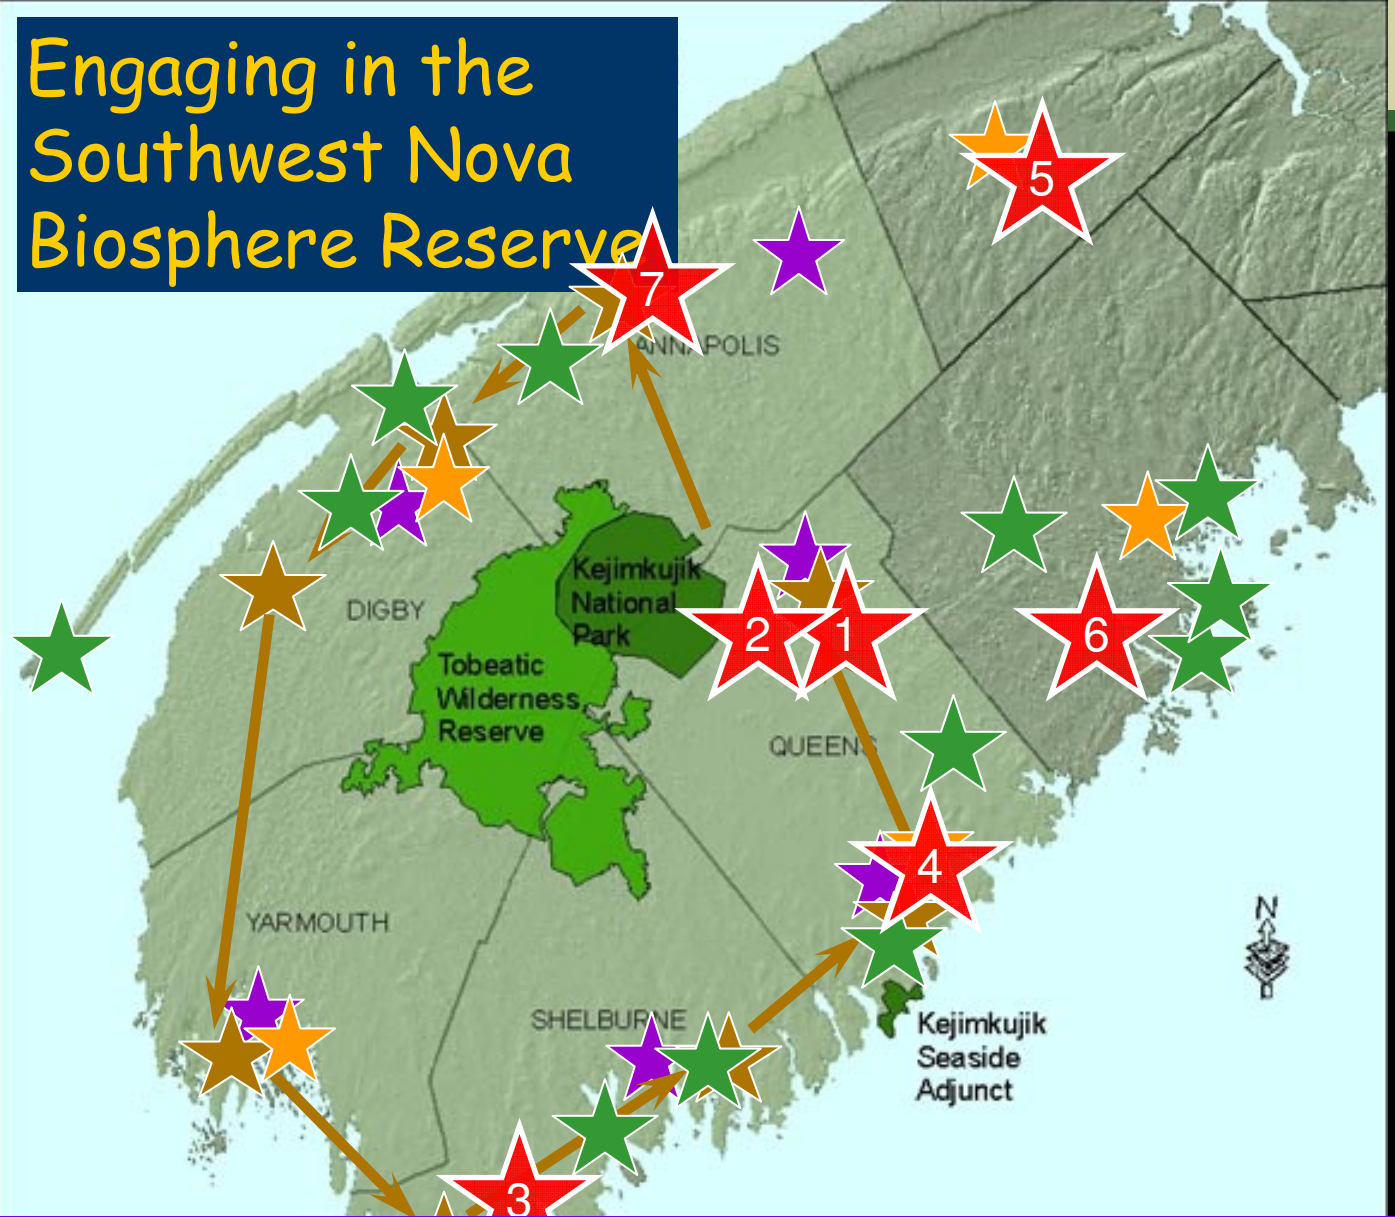 Engaging in the
Southwest Nova
Biosphere Reserve
5
7
ANNAPOLIS
Kejimkujik
National
Park
DIGBY
2
1
6
Tobeatic
Wilderness
Reserve
QUEENS
4
YARMOUTH
N
SHELBURNE
Kejimkujik
Seaside
Adjunct
3